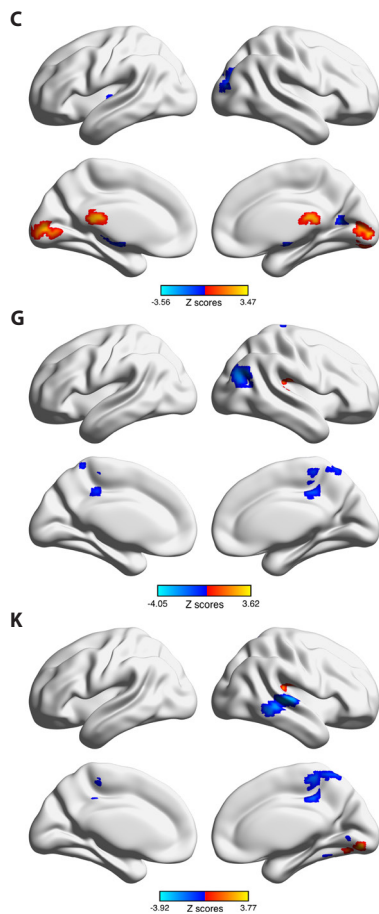 C
-3.56 Z scores 3.47
G
-4.05 Z scores 3.62
K
-3.92 Z scores 3.77